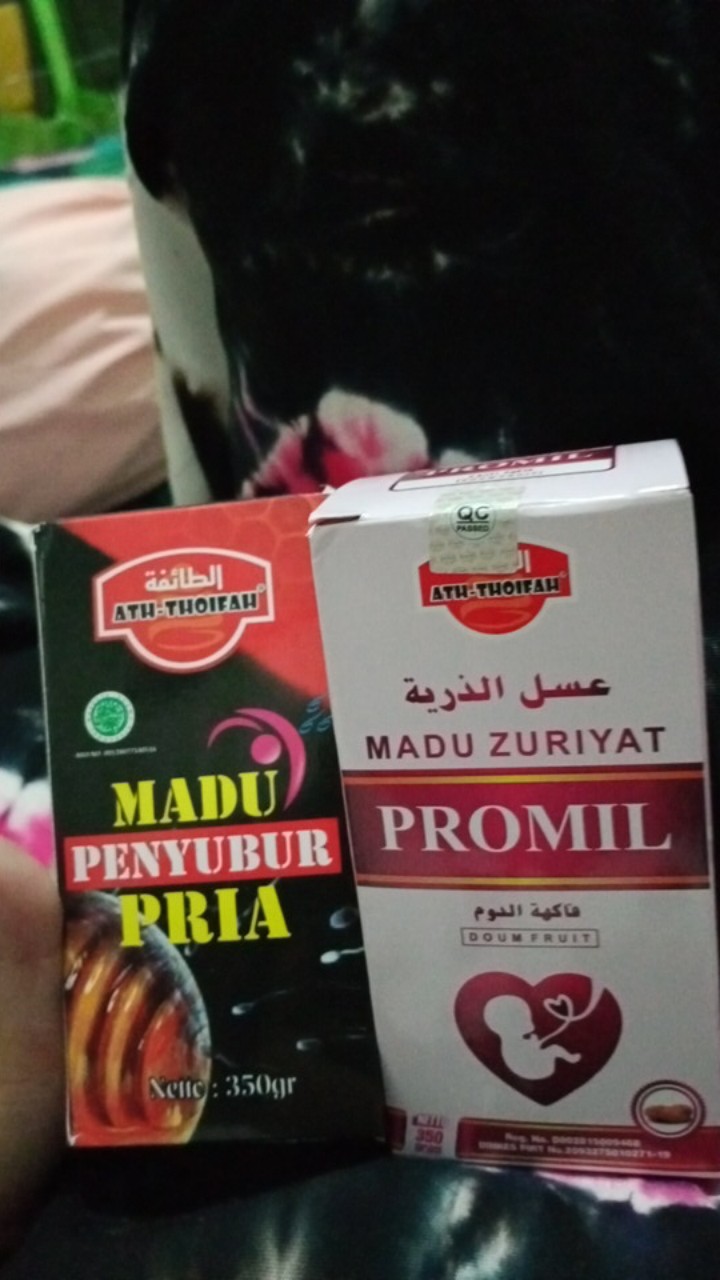 الطائفة
ATH-THOIFAH
MADU
PENYUBUR
PRIA
Netto : 350gr
PROMIL
QC
PASSED
ATH-THOIFAH
عسل الذرية
MADU ZURIYAT
PROMIL
فاكهة الدوم
DOUM FRUIT
350